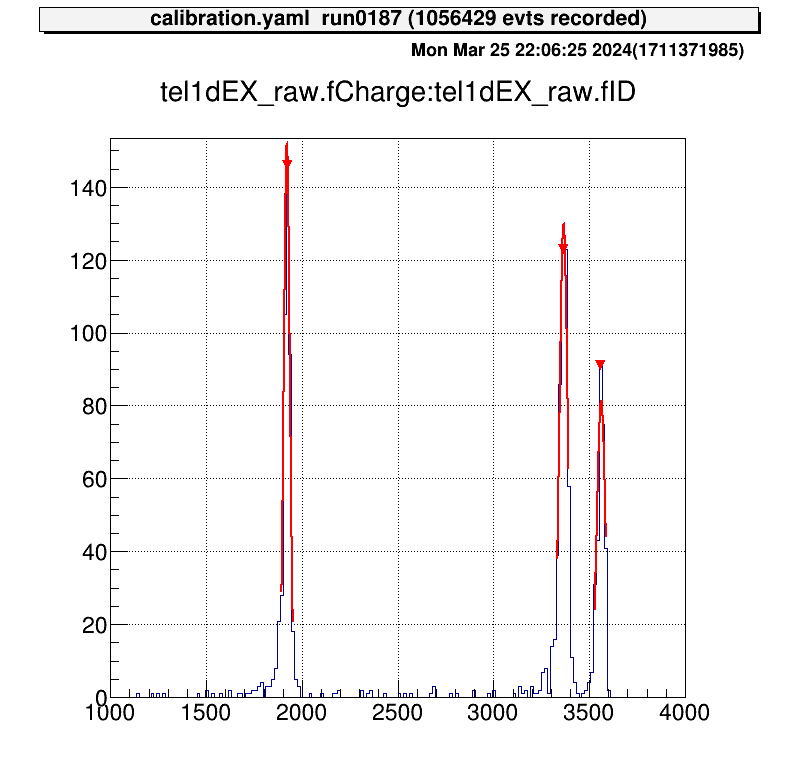 calibration.yaml run0187 (1056429 evts recorded)
Mon Mar 25 22:06:25 2024(1711371985)
tel1dEX_raw.fCharge:tel1dEX_raw.fID
140
120
100
80
60
40
20
0
1000 1500 2000 2500 3000 3500 4000